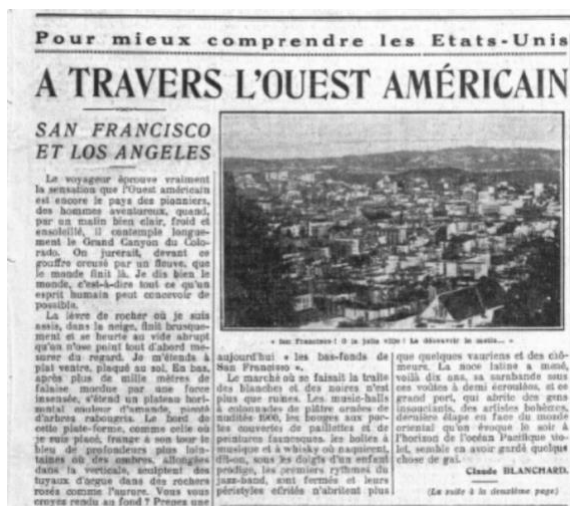 Pour mieux comprendre les Etats-Unis
A TRAVERS L'OUEST AMÉRICAIN
SAN FRANCISCO
ET LOS ANGELES
Le voyageur éprouve vraiment
la sensation que l'Ouest américain
est encore le pays des pionniers,
des hommes aventureux, quand,
par un matin bien clair, froid et
ensoleillé, il contemple longue-
ment le Grand Canyon du Colo-
rado. On jurerait, devant ce
gouffre creusé par un fleuve, que
le monde finit là. Je dis bien le
monde, c'est-à-dire tout ce qu'un
esprit humain peut concevoir de
possible.
La lèvre de rocher où je suis
assis, dans la neige, finit brusque-
ment et se heurte au vide abrupt
qu'on n'ose point tout d'abord me-
surer du regard. Je m'étends à
plat ventre, plaqué au sol. En bas,
après plus de mille mètres de
falaise mordue par une force
insensée, s'étend un plateau hori-
zontal couleur d'amande, piqué
d'arbres rabougris. Le bord de
cette plate-forme, comme celle où
je suis placé, frange à son tour le
bleu de profondeurs plus loin-
taines où des ombres, allongées
dans la verticale, sculptent des
tuyaux d'orgue dans des rochers
rosés comme l'aurore. Vous vous
croyez rendu au fond ? Prenez une
« San Francisco ! O la jolie ville ! La découvrir le matin... »
aujourd'hui « les bas-fonds de
San Francisco ».
Le marché où se faisait la traite
des blanches et des noires n'est
plus que ruines. Les music-halls
à colonnades de plâtre armées de
modèle 1900, les bouges aux por-
tes couvertes de paillettes et de
peintures faunesques, les boîtes à
musique et à whisky où naquirent,
dit-on, sous les doigts d'un enfant
prodige, les premiers rythmes du
jazz-band, sont fermés et leurs
péristyles effrités n'abritent plus
que quelques vauriens et des chô-
meurs. La noce latine a mené,
voilà dix ans, sa sarabande sous
ces voûtes à demi écroulées, et ce
grand port, qui abrite des gens
insouciants, des artistes bohèmes,
dernière étape en face du monde
oriental qu'on évoque le soir à
l'horizon de l'océan Pacifique vio-
let, semble en avoir gardé quelque
chose de gai.
Claude BLANCHARD.
(La suite à la deuxième page)